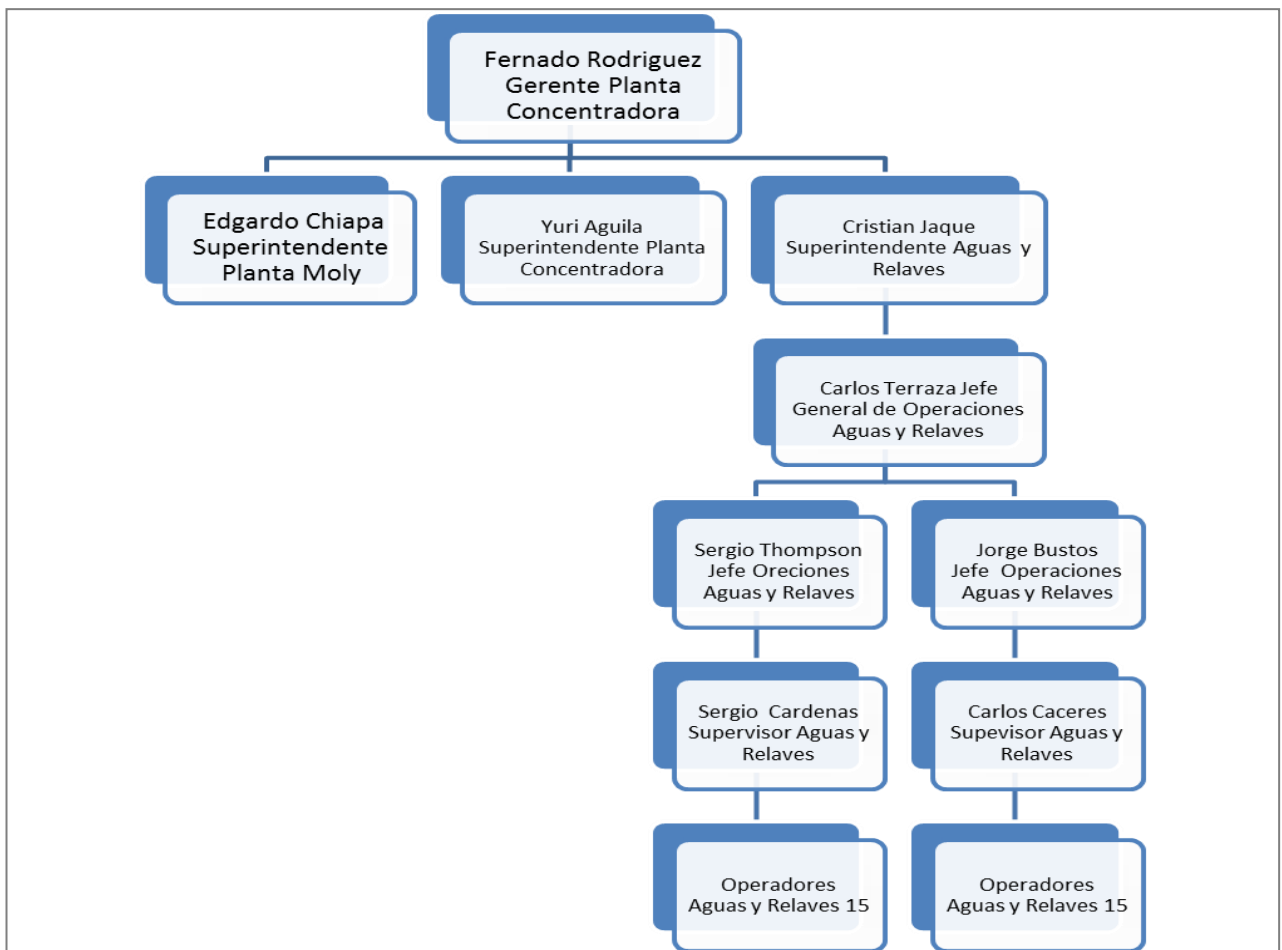 Fernado Rodriguez
Gerente Planta
Concentradora
Edgardo Chiapa
Superintendente
Planta Moly
Yuri Aguila
Superintendente Planta
Concentradora
Cristian Jaque
Superintendente Aguas y
Relaves
Carlos Terraza Jefe
General de Operaciones
Aguas y Relaves
Sergio Thompson
Jefe Oreciones
Aguas y Relaves
Jorge Bustos
Jefe Operaciones
Aguas y Relaves
Sergio Cardenas
Supervisor Aguas y
Relaves
Carlos Caceres
Supevisor Aguas y
Relaves
Operadores
Aguas y Relaves 15
Operadores
Aguas y Relaves 15